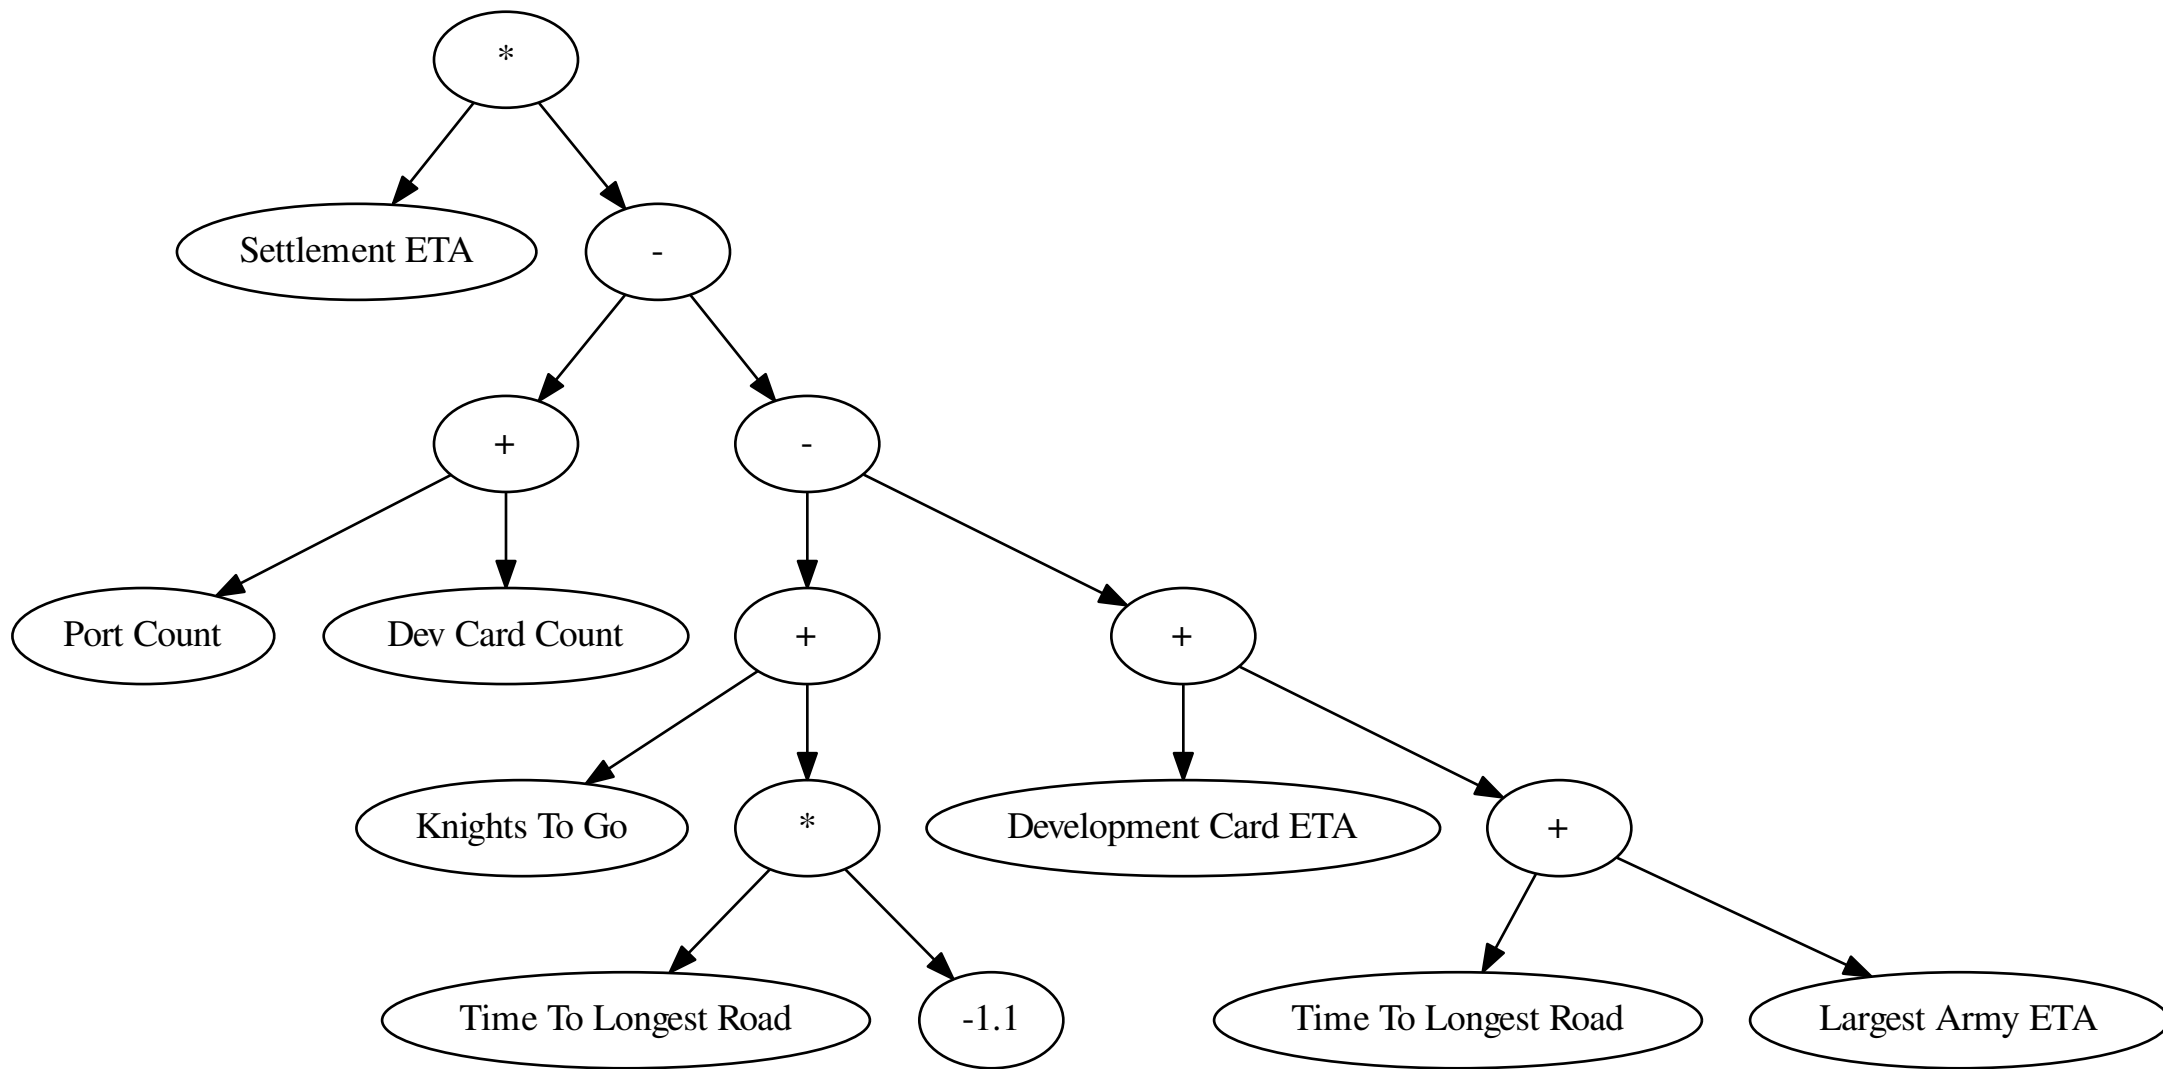 *
Settlement ETA
-
+
-
Port Count
Dev Card Count
+
+
Knights To Go
*
Development Card ETA
+
Time To Longest Road
-1.1
Time To Longest Road
Largest Army ETA